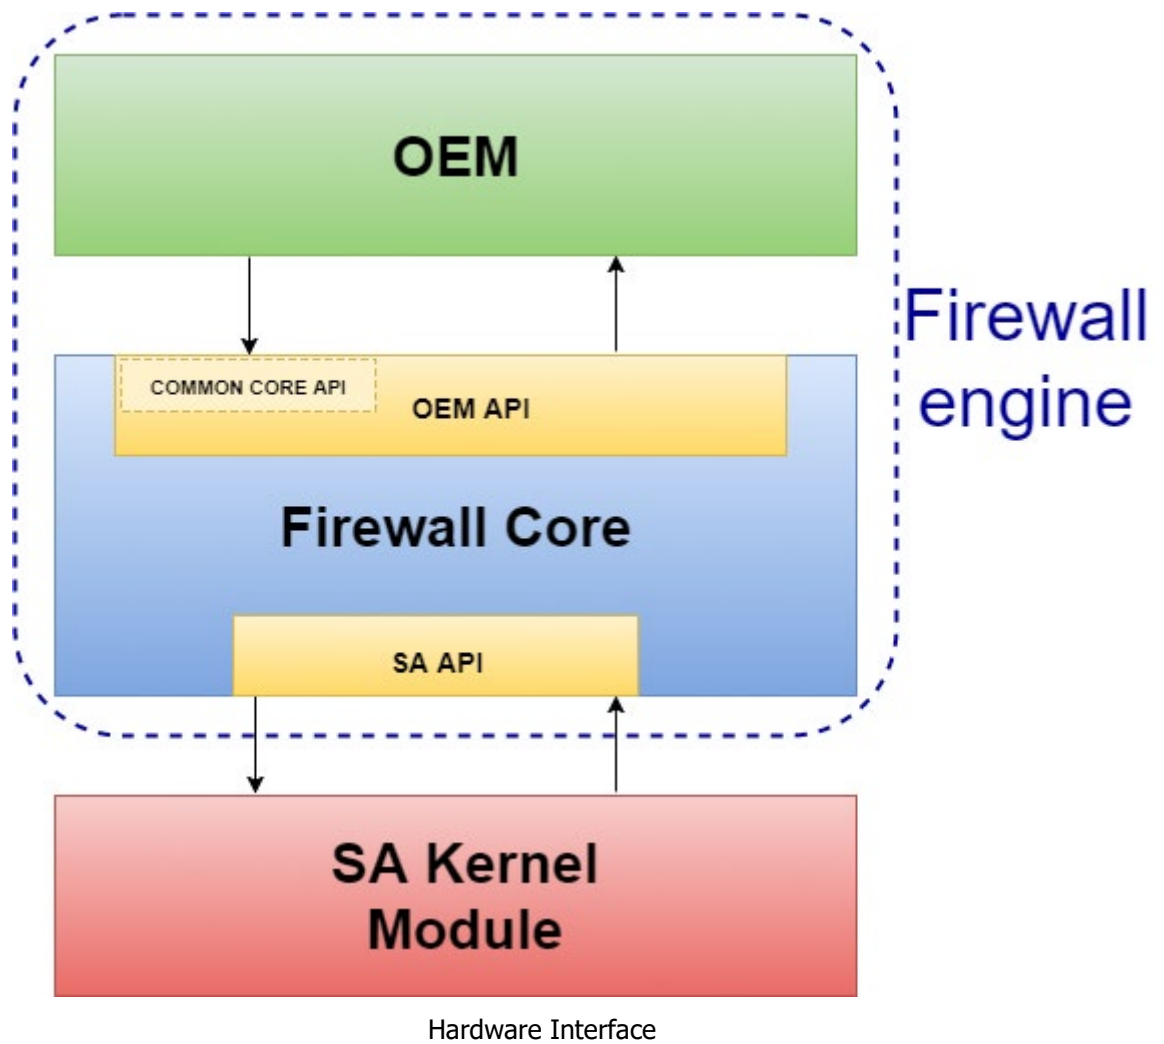 OEM
Firewall
engine
COMMON CORE API
OEM API
Firewall Core
SA API
SA Kernel
Module
Hardware Interface